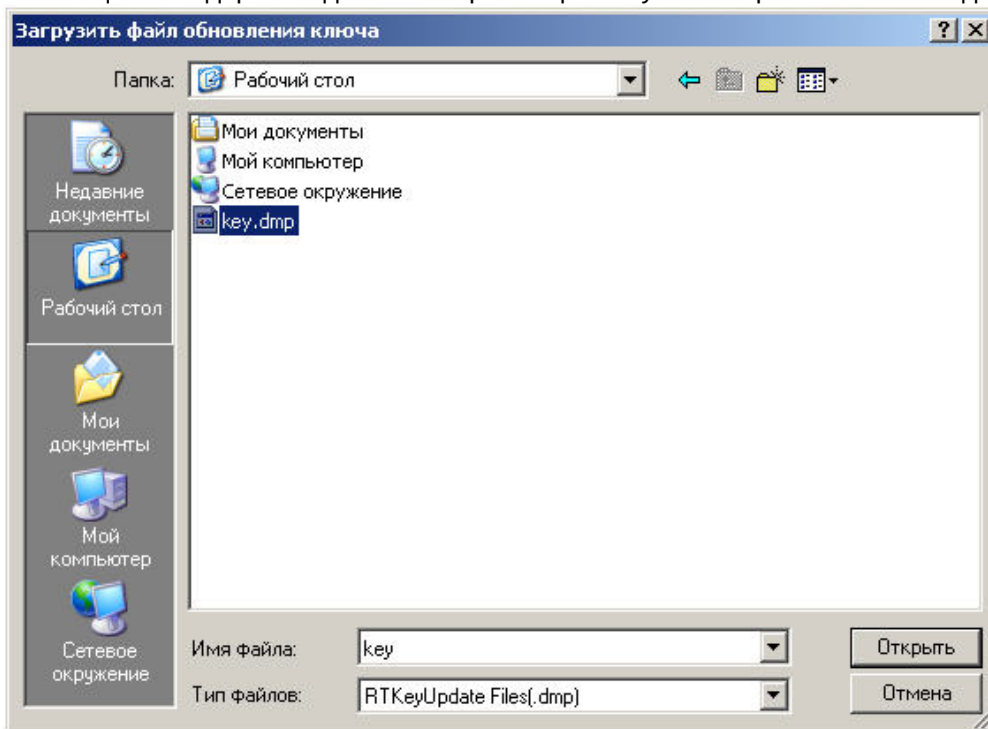 Загрузить файл обновления ключа
Папка:
Рабочий стол
Недавние
документы
Рабочий стол
Мои
документы
Мой
компьютер
Сетевое
окружение
Мои документы
Мой компьютер
Сетевое окружение
key.dmp
Имя файла:
key
Открыть
Тип файлов:
RTKeyUpdate Files(.dmp)
Отмена